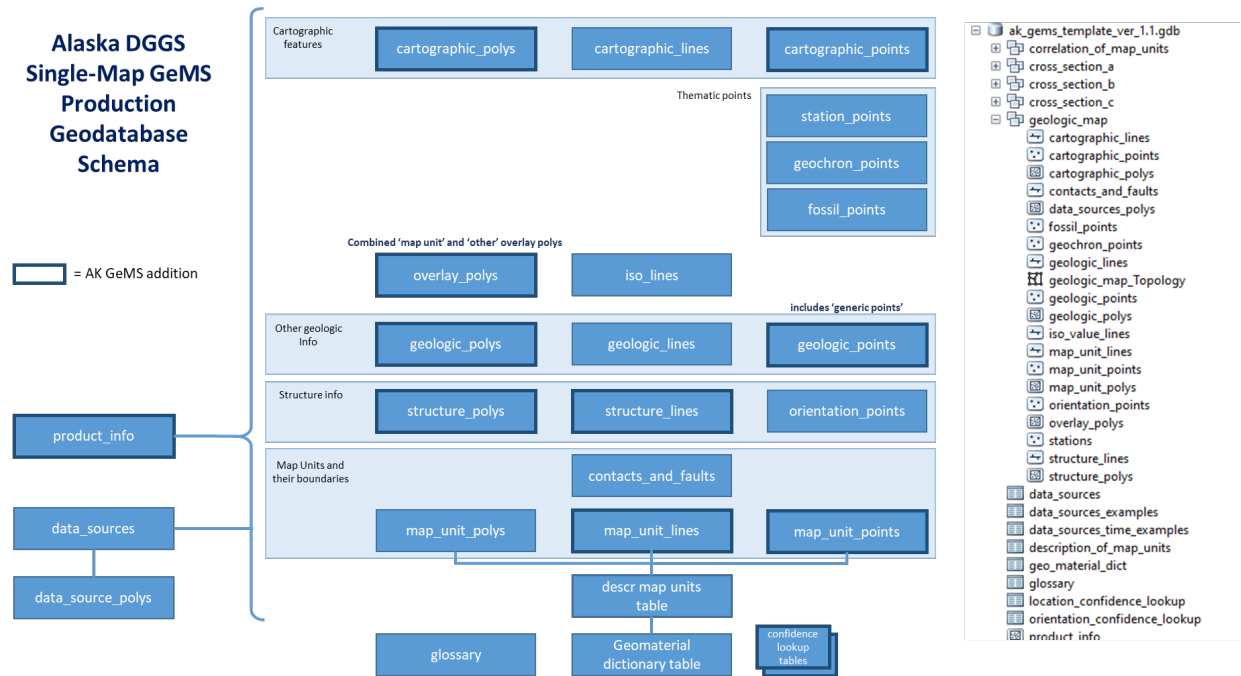 Alaska DGGS
Single-Map GeMS
Production
Geodatabase
Schema
= AK GeMS addition
product_info
data_sources
data_source_polys
Cartographic
features
cartographic_polys
cartographic_lines
cartographic_points
Thematic points
station_points
geochron_points
fossil_points
Combined 'map unit' and 'other' overlay polys
overlay_polys
iso_lines
includes 'generic points'
Other geologic
Info
geologic_polys
geologic_lines
geologic_points
Structure info
structure_polys
structure_lines
orientation_points
Map Units and
their boundaries
contacts_and_faults
map_unit_polys
map_unit_lines
map_unit_points
descr map units
table
glossary
Geomaterial
dictionary table
confidence
lookup
tables
ak_gems_template_ver_1.1.gdb
correlation_of_map_units
cross_section_a
cross_section_b
cross_section_c
geologic_map
cartographic_lines
cartographic_points
cartographic_polys
contacts_and_faults
data_sources_polys
fossil_points
geochron_points
geologic_lines
geologic_map_Topology
geologic_points
geologic_polys
iso_value_lines
map_unit_lines
map_unit_points
map_unit_polys
orientation_points
overlay_polys
stations
structure_lines
structure_polys
data_sources
data_sources_examples
data_sources_time_examples
description_of_map_units
geo_material_dict
glossary
location_confidence_lookup
orientation_confidence_lookup
product_info